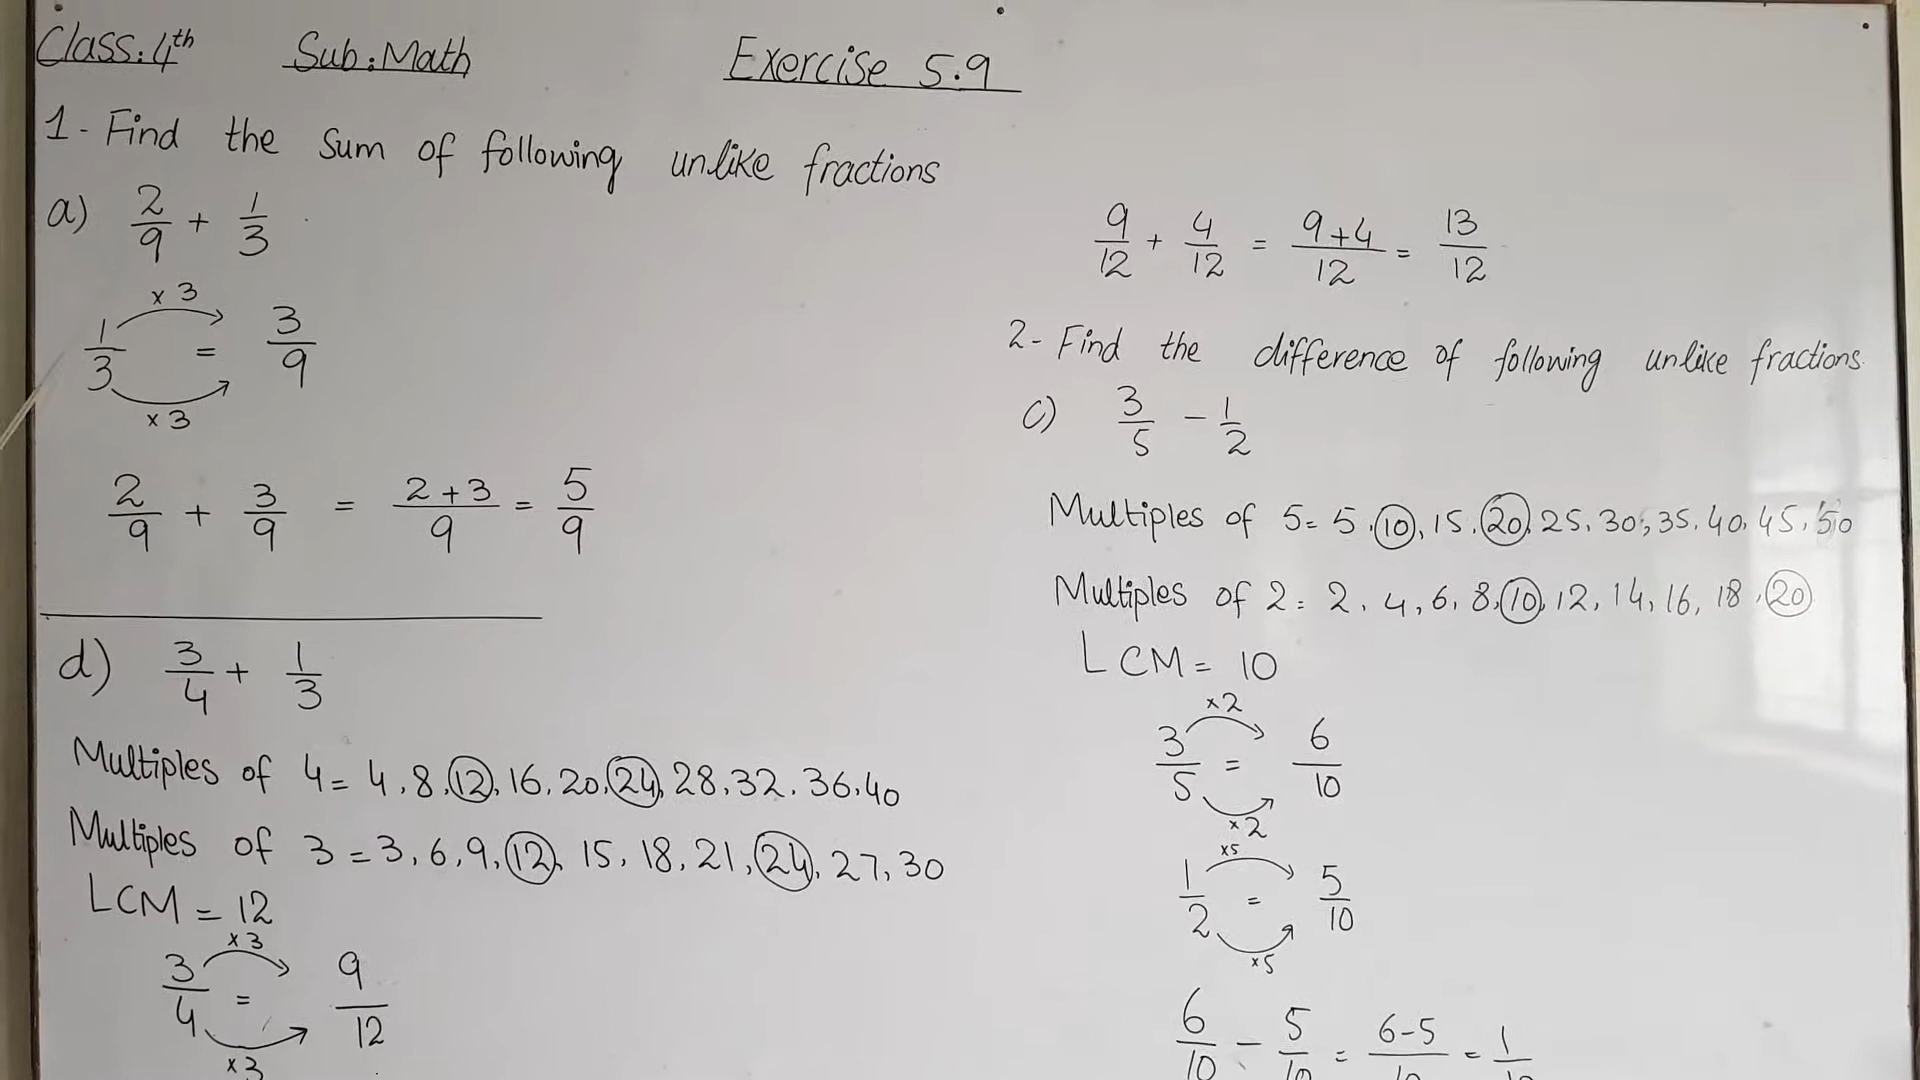 Class: 4th Sub: Math Exercise 5.9
1- Find the Sum of following unlike fractions
a) 2/9 + 1/3
× 3
1/3 = 3/9
× 3
2/9 + 3/9 = 2+3/9 = 5/9
d) 3/4 + 1/3
Multiples of 4 = 4, 8, 12, 16, 20, 24, 28, 32, 36, 40
Multiples of 3 = 3, 6, 9, 12, 15, 18, 21, 24, 27, 30
LCM = 12
×3
3/4 = 9/12
×3
9/12 + 4/12 = 9+4/12 = 13/12
2- Find the difference of following unlike fractions.
c) 3/5 - 1/2
Multiples of 5 = 5, 10, 15, 20, 25, 30, 35, 40, 45, 50
Multiples of 2 = 2, 4, 6, 8, 10, 12, 14, 16, 18, 20
LCM = 10
×2
3/5 = 6/10
×2
×5
1/2 = 5/10
×5
6/10 - 5/10 = 6-5/10 = 1/10